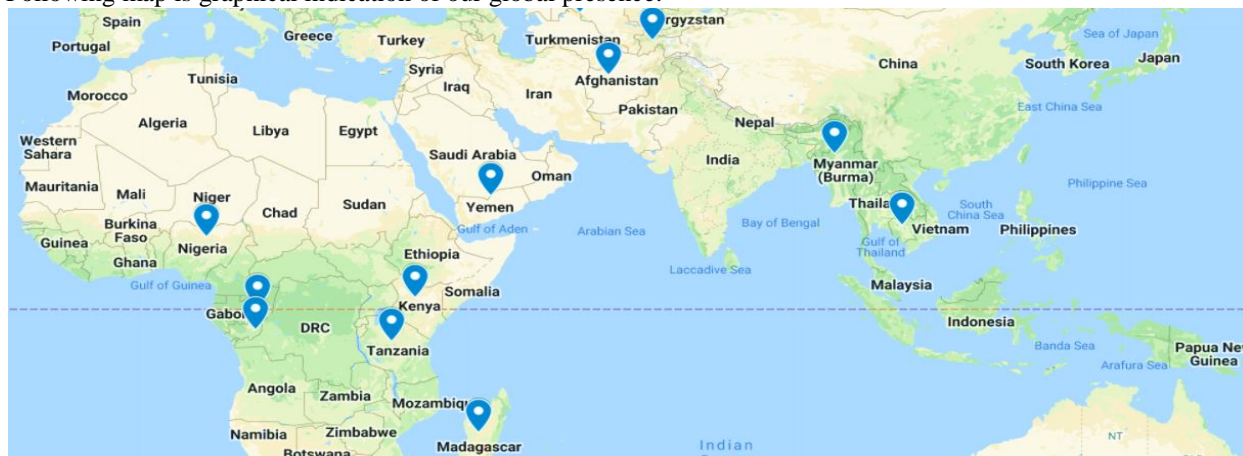 Following map is graphical indication of our global presence.
Spain
Portugal
Greece
Turkey
Turkmenistan
rgyzstan
Sea of Japan
China
South Korea
Japan
Tunisia
Syria
Iraq
Iran
Afghanistan
Morocco
Pakistan
East China Sea
Algeria
Libya
Egypt
Nepal
Western
Sahara
Saudi Arabia
Oman
India
Myanmar
(Burma)
Mauritania
Mali
Niger
Chad
Sudan
Yemen
Philippine Sea
Burkina
Faso
Nigeria
Gulf of Aden
Arabian Sea
Bay of Bengal
Thaila
South
China Sea
Vietnam
Philippines
Guinea
Ghana
Ethiopia
Gulf of
Thailand
Laccadive Sea
Gulf of Guinea
Somalia
Malaysia
Gabo
Kenya
DRC
Indonesia
Tanzania
Banda Sea
Papua Ne
Guinea
Arafura Sea
Angola
Zambia
Mozambiq
Namibia
Zimbabwe
Botswana
Madagascar
Indian
NT